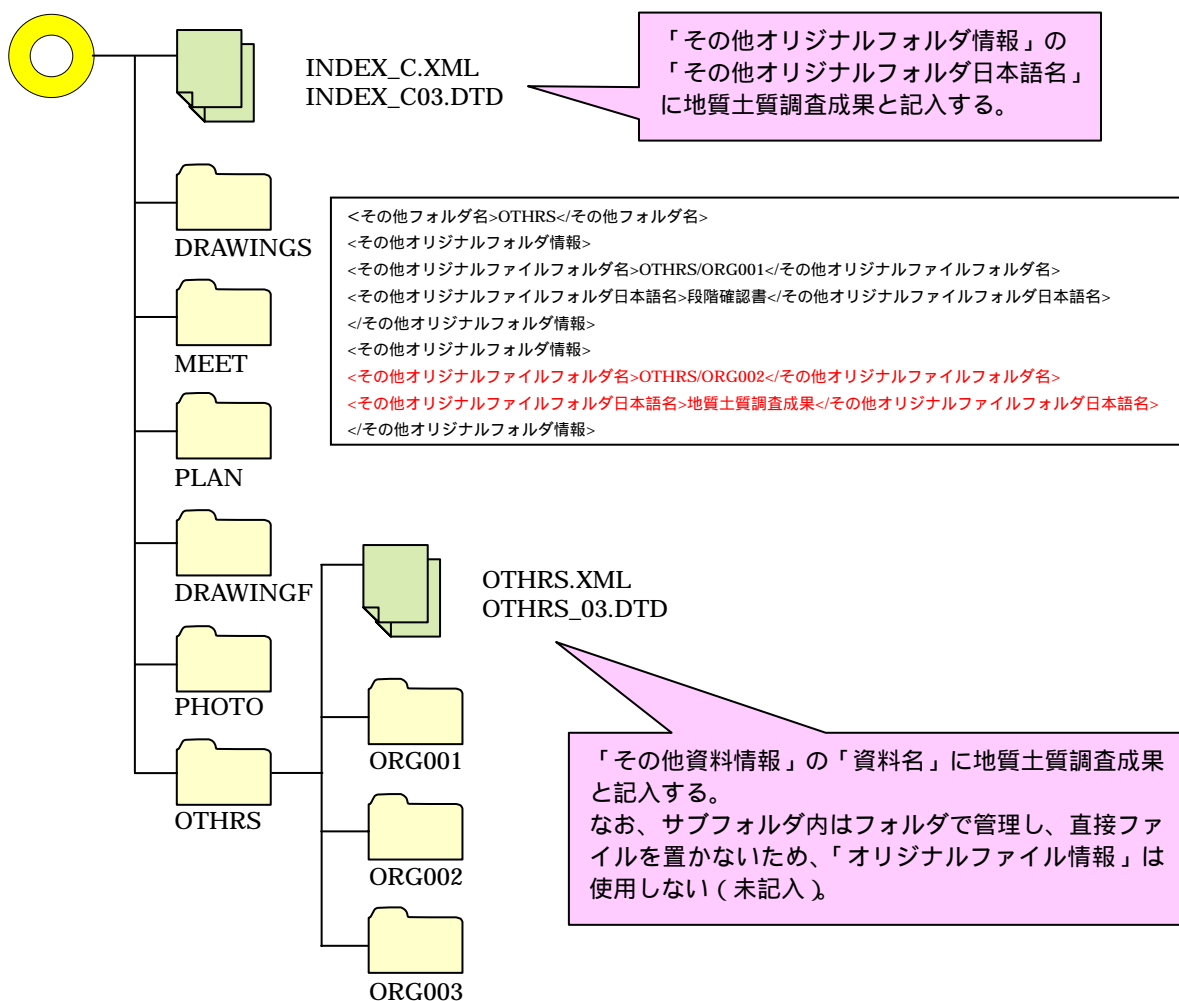 INDEX_C.XML
INDEX_C03.DTD
「その他オリジナルフォルダ情報」の
「その他オリジナルフォルダ日本語名」
に地質土質調査成果と記入する。
DRAWINGS
<その他フォルダ名>OTHRS</その他フォルダ名>
<その他オリジナルフォルダ情報>
<その他オリジナルファイルフォルダ名>OTHRS/ORG001</その他オリジナルファイルフォルダ名>
<その他オリジナルファイルフォルダ日本語名>段階確認書</その他オリジナルファイルフォルダ日本語名>
</その他オリジナルフォルダ情報>
<その他オリジナルフォルダ情報>
<その他オリジナルファイルフォルダ名>OTHRS/ORG002</その他オリジナルファイルフォルダ名>
<その他オリジナルファイルフォルダ日本語名>地質土質調査成果</その他オリジナルファイルフォルダ日本語名>
</その他オリジナルフォルダ情報>
MEET
PLAN
DRAWINGF
PHOTO
OTHRS
OTHRS.XML
OTHRS_03.DTD
ORG001
ORG002
ORG003
「その他資料情報」の「資料名」に地質土質調査成果
と記入する。
なお、サブフォルダ内はフォルダで管理し、直接ファ
イルを置かないため、「オリジナルファイル情報」は
使用しない(未記入)。